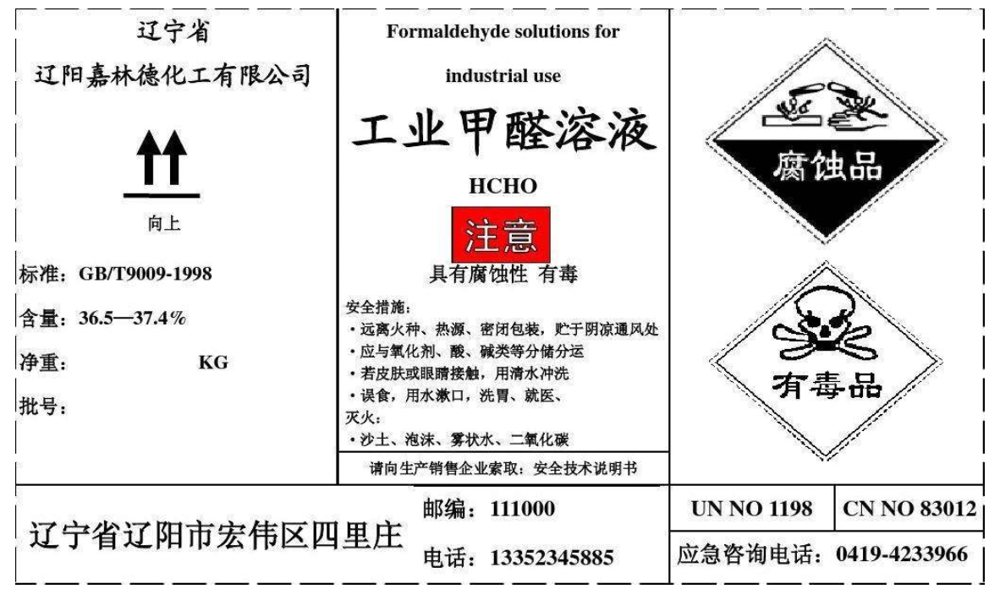 辽宁省
辽阳嘉林德化工有限公司
向上
标准：GB/T9009-1998
含量：36.5—37.4%
净重： KG
批号：
Formaldehyde solutions for
industrial use
工业甲醛溶液
HCHO
注意
具有腐蚀性 有毒
安全措施：
·远离火种、热源、密闭包装，贮于阴凉通风处
·应与氧化剂、酸、碱类等分储分运
·若皮肤或眼睛接触，用清水冲洗
·误食，用水漱口，洗胃、就医、
灭火：
·沙土、泡沫、雾状水、二氧化碳
请向生产销售企业索取：安全技术说明书
腐蚀品
有毒品
辽宁省辽阳市宏伟区四里庄
邮编：111000
电话：13352345885
UN NO 1198
CN NO 83012
应急咨询电话：0419-4233966